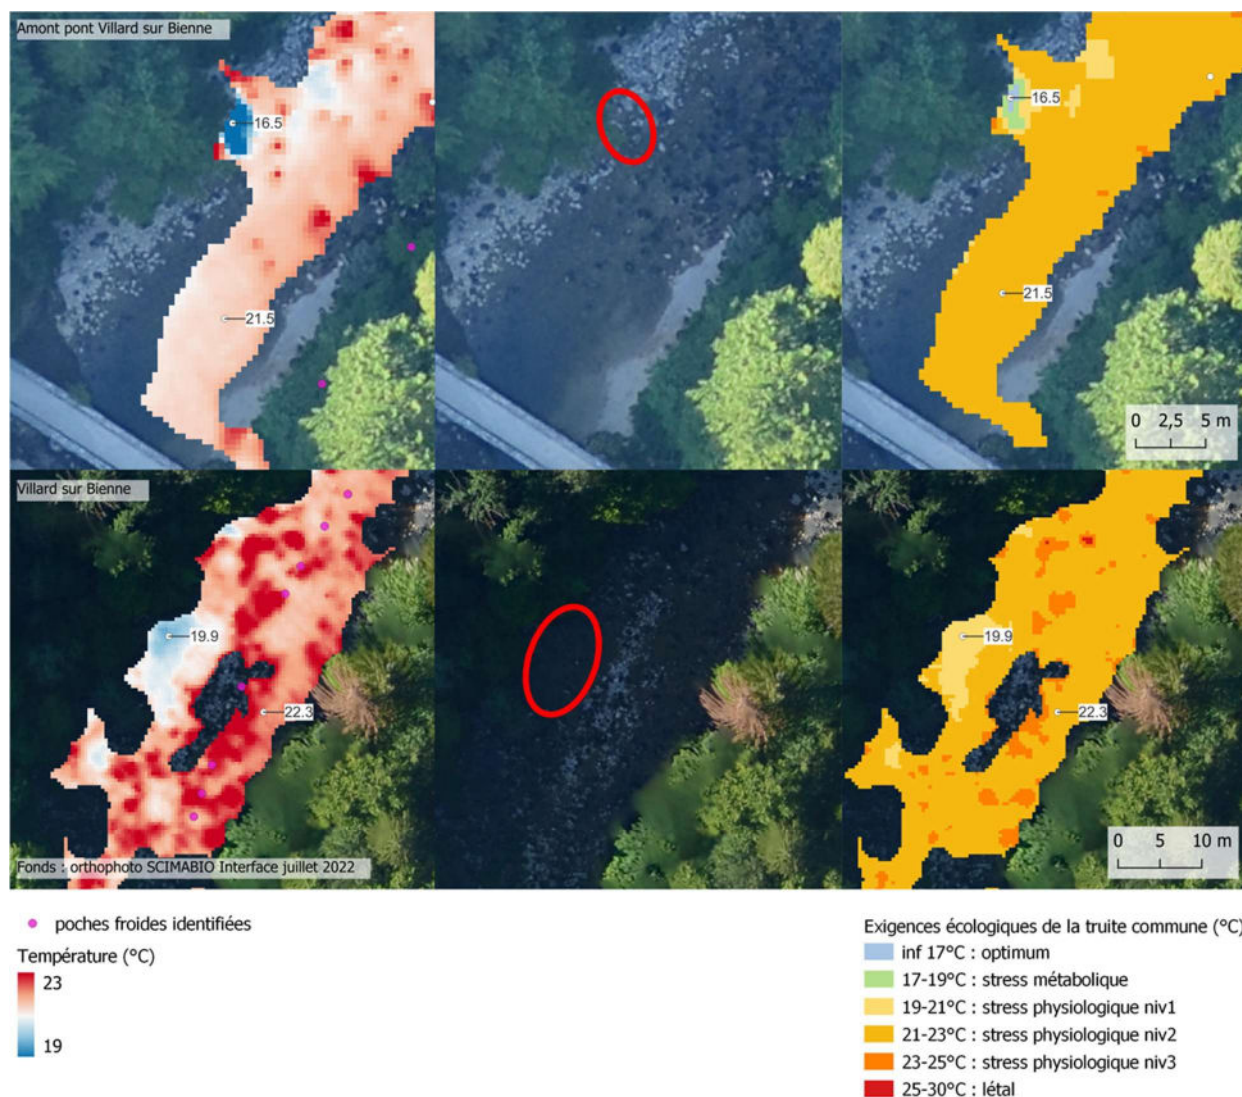 Amont pont Villard sur Bienne
16.5
21.5
16.5
21.5
0 2,5 5 m
Villard sur Bienne
19.9
22.3
19.9
22.3
0 5 10 m
Fonds : orthophoto SCIMABIO Interface juillet 2022
poches froides identifiées
Température (°C)
23
19
Exigences écologiques de la truite commune (°C)
inf 17°C : optimum
17-19°C : stress métabolique
19-21°C : stress physiologique niv1
21-23°C : stress physiologique niv2
23-25°C : stress physiologique niv3
25-30°C : létal